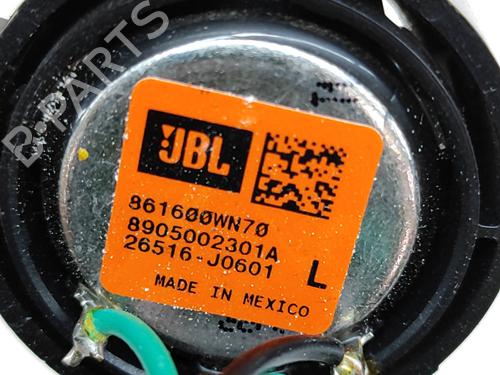 B-PARTS
JBL
861600WN70
8905002301A
26516-J0601
L
MADE IN MEXICO